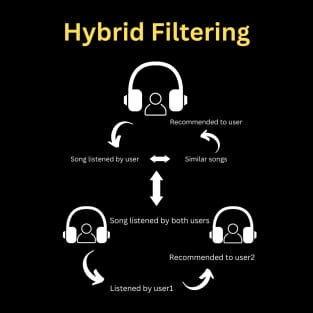 Hybrid Filtering
Recommended to user
Song listened by user
Similar songs
Song listened by both users
Recommended to user2
Listened by user1